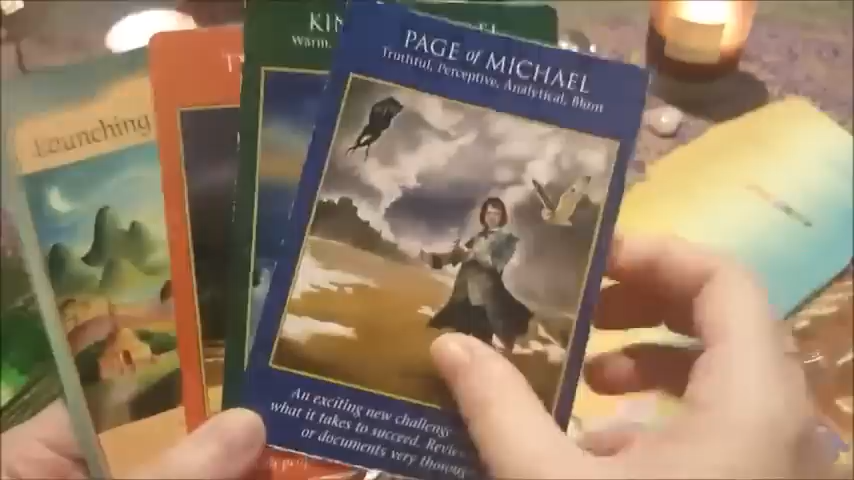 Launching
KIN
warm.
PAGE of MICHAEL
Truthful, Perceptive, Analytical, Blunt
An exciting new challenge
what it takes to succeed. Review
or documents very thorou